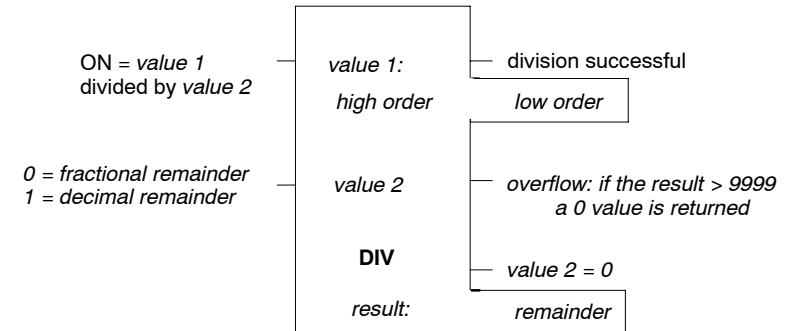 ON = value 1
divided by value 2
value 1:
division successful
high order
low order
0 = fractional remainder
1 = decimal remainder
value 2
overflow: if the result > 9999
a 0 value is returned
DIV
value 2 = 0
result:
remainder